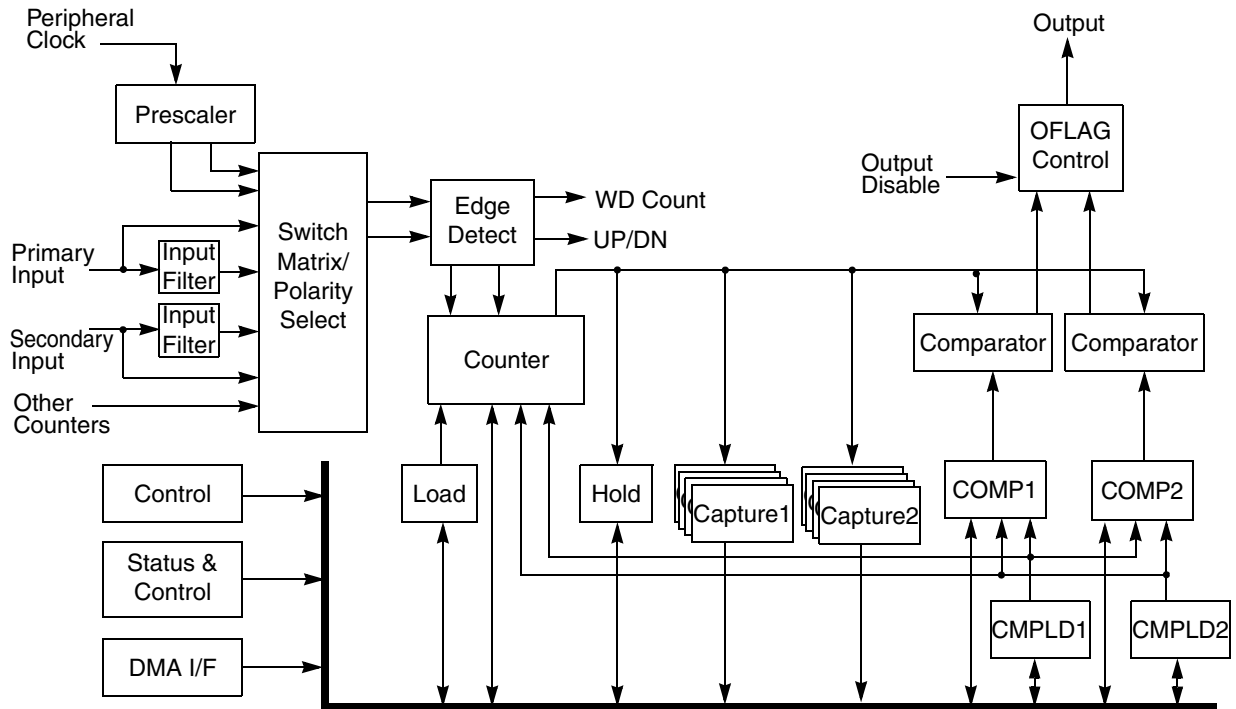 Peripheral
Clock
Output
Prescaler
OFLAG
Control
Output
Disable
Switch
Matrix/
Polarity
Select
Edge
Detect
WD Count
UP/DN
Primary
Input
Input
Filter
Input
Filter
Secondary
Input
Other
Counters
Counter
Comparator
Comparator
Control
Load
Hold
Capture1
Capture2
COMP1
COMP2
Status &
Control
DMA I/F
CMPLD1
CMPLD2